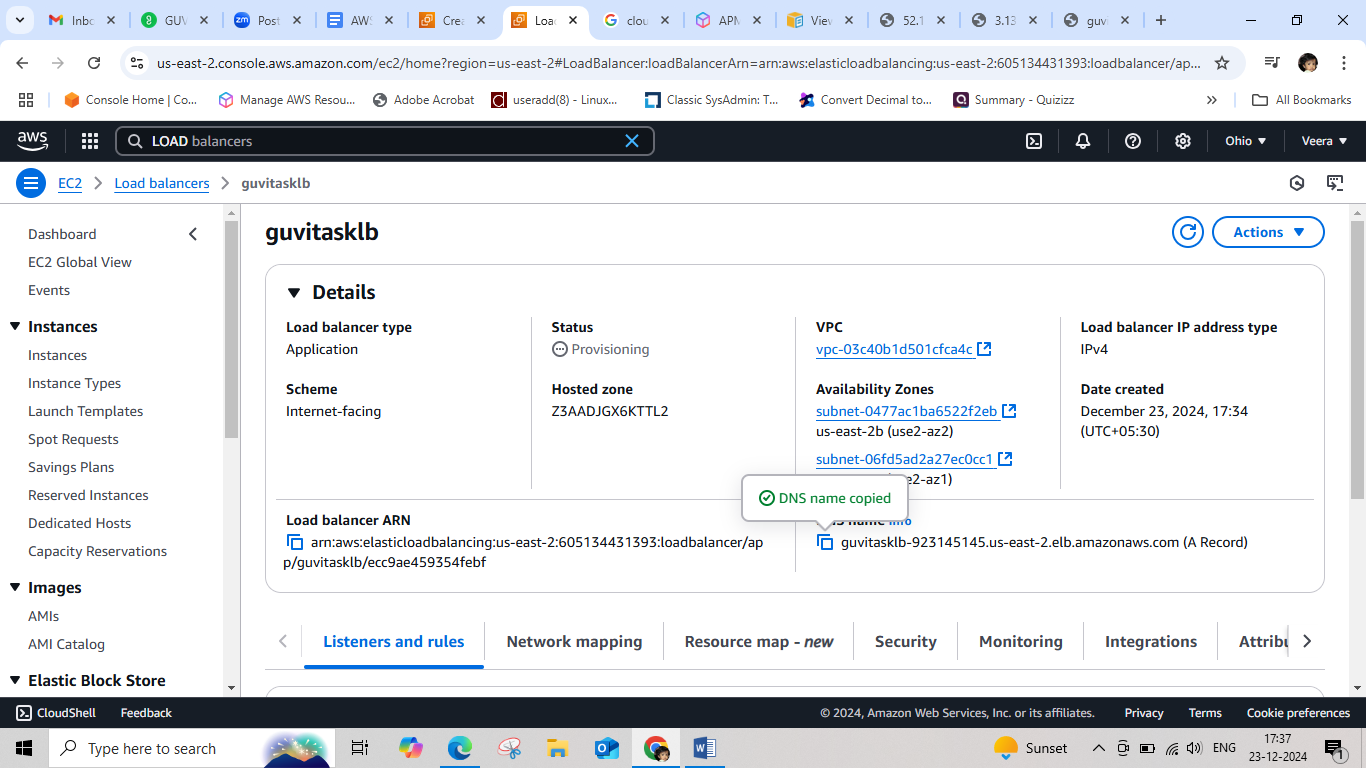 Inbc
GUV
zm
Post
AWS
Crea
Loa
clou
APM
View
52.1
3.13
guvi
us-east-2.console.aws.amazon.com/ec2/home?region=us-east-2#LoadBalancer:loadBalancerArn=arn:aws:elasticloadbalancing:us-east-2:605134431393:loadbalancer/ap...
Console Home | Co...
Manage AWS Resou...
Adobe Acrobat
useradd(8) - Linux...
Classic SysAdmin: T...
Convert Decimal to...
Summary - Quizizz
All Bookmarks
aws
LOAD balancers
Ohio
Veera
EC2
Load balancers
guvitasklb
Dashboard
EC2 Global View
Events
Instances
Instances
Instance Types
Launch Templates
Spot Requests
Savings Plans
Reserved Instances
Dedicated Hosts
Capacity Reservations
Images
AMIs
AMI Catalog
Elastic Block Store
guvitasklb
Actions
Details
Load balancer type
Application
Status
Provisioning
VPC
vpc-03c40b1d501cfca4c
Load balancer IP address type
IPv4
Scheme
Internet-facing
Hosted zone
Z3AADJGX6KTTL2
Availability Zones
subnet-0477ac1ba6522f2eb
us-east-2b (use2-az2)
subnet-06fd5ad2a27ec0cc1
e2-az1)
Date created
December 23, 2024, 17:34
(UTC+05:30)
DNS name copied
Load balancer ARN
arn:aws:elasticloadbalancing:us-east-2:605134431393:loadbalancer/ap
p/guvitasklb/ecc9ae459354febf
name Info
guvitasklb-923145145.us-east-2.elb.amazonaws.com (A Record)
Listeners and rules
Network mapping
Resource map - new
Security
Monitoring
Integrations
Attribu
CloudShell
Feedback
© 2024, Amazon Web Services, Inc. or its affiliates.
Privacy
Terms
Cookie preferences
Type here to search
Sunset
ENG
17:37
23-12-2024
1